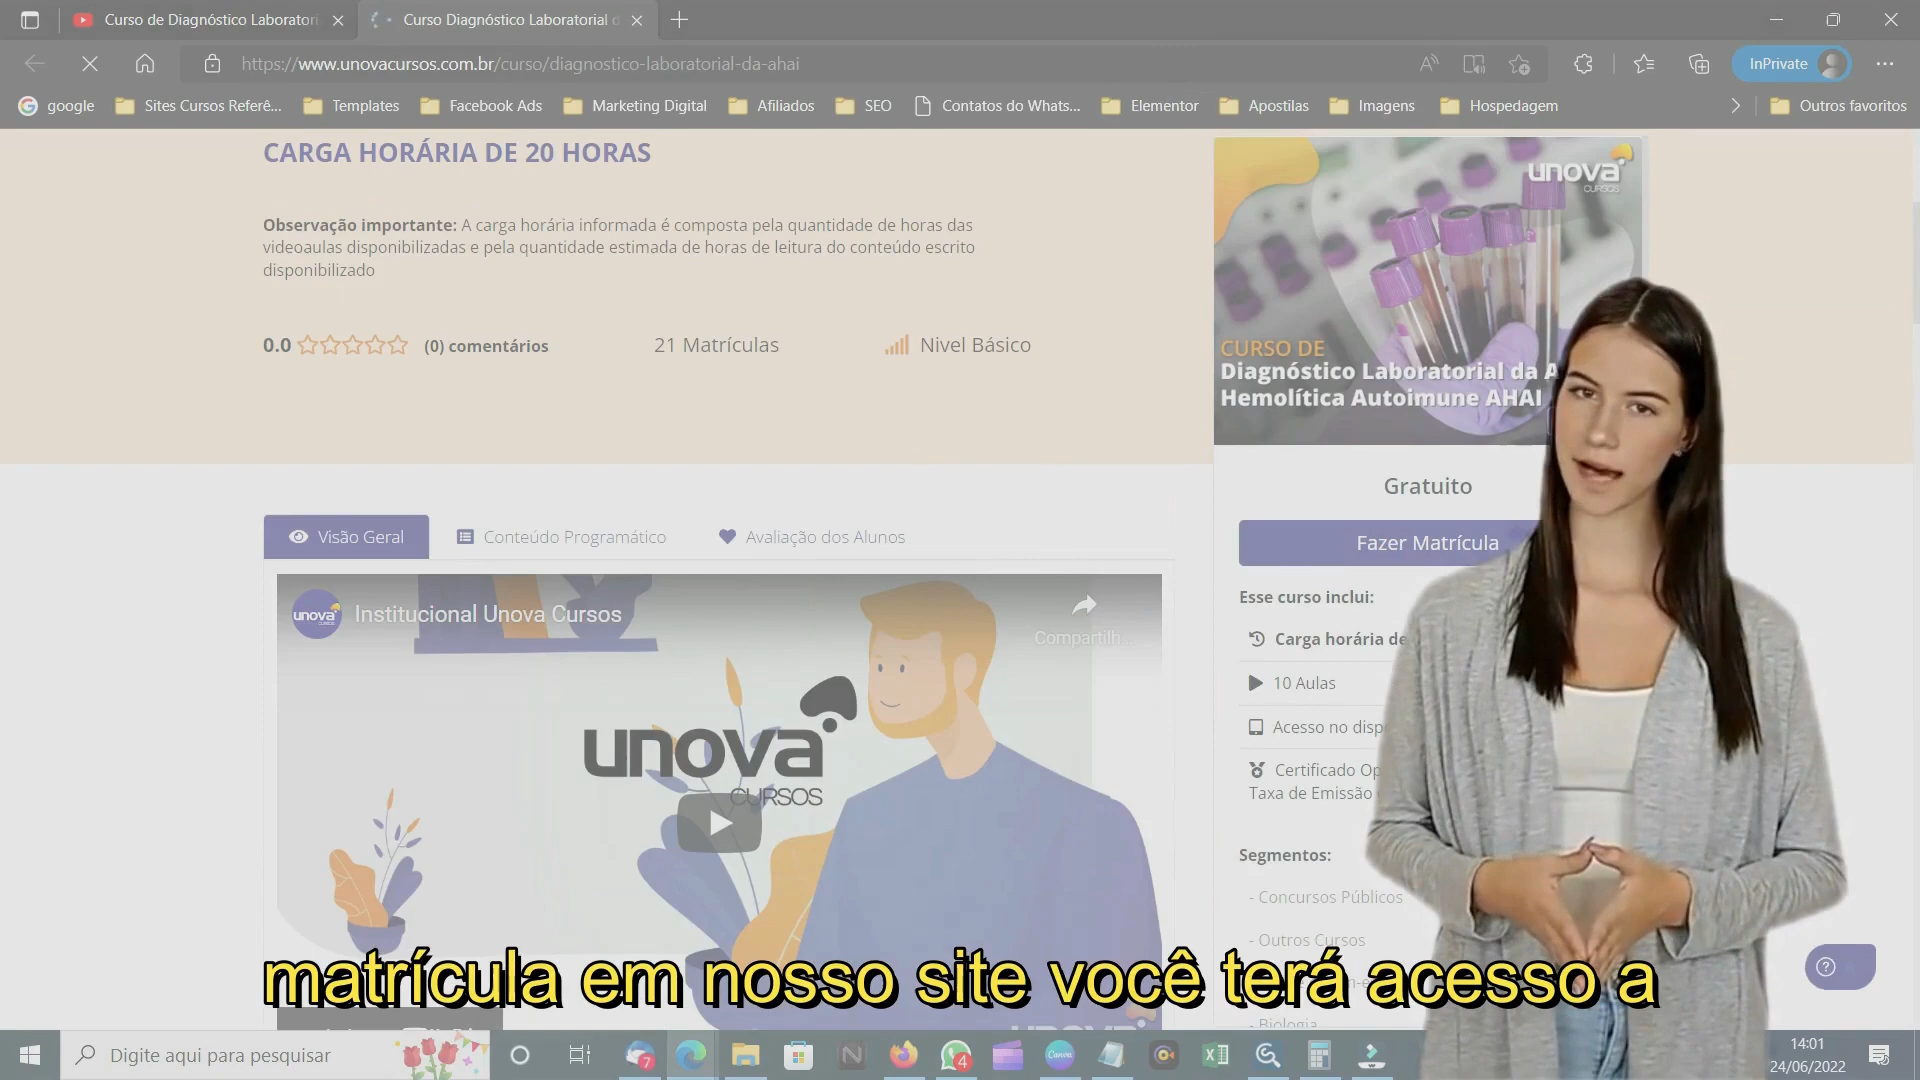 Curso de Diagnóstico Laboratori
Curso Diagnóstico Laboratorial d
https://www.unovacursos.com.br/curso/diagnostico-laboratorial-da-ahai
InPrivate
google
Sites Cursos Referê...
Templates
Facebook Ads
Marketing Digital
Afiliados
SEO
Contatos do Whats...
Elementor
Apostilas
Imagens
Hospedagem
Outros favoritos
CARGA HORÁRIA DE 20 HORAS
Observação importante: A carga horária informada é composta pela quantidade de horas das
videoaulas disponibilizadas e pela quantidade estimada de horas de leitura do conteúdo escrito
disponibilizado
0.0 (0) comentários
21 Matrículas
Nivel Básico
unova
CURSOS
CURSO DE
Diagnóstico Laboratorial da A
Hemolítica Autoimune AHAI
Gratuito
Fazer Matrícula
Esse curso inclui:
Carga horária de
10 Aulas
Acesso no disp
Certificado Op
Taxa de Emissão
Segmentos:
- Concursos Públicos
- Outros Cursos
- Biologia
Visão Geral
Conteúdo Programático
Avaliação dos Alunos
unova
CURSOS
Institucional Unova Cursos
Compartilh...
unova
CURSOS
matrícula em nosso site você terá acesso a
Digite aqui para pesquisar
7
4
Canva
14:01
24/06/2022